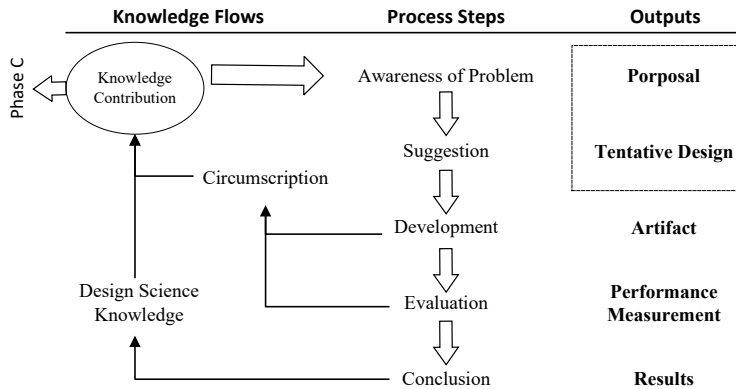 Knowledge Flows
Process Steps
Outputs
Phase C
Knowledge
Contribution
Awareness of Problem
Porposal
Suggestion
Tentative Design
Circumscription
Development
Artifact
Design Science
Knowledge
Evaluation
Performance
Measurement
Conclusion
Results